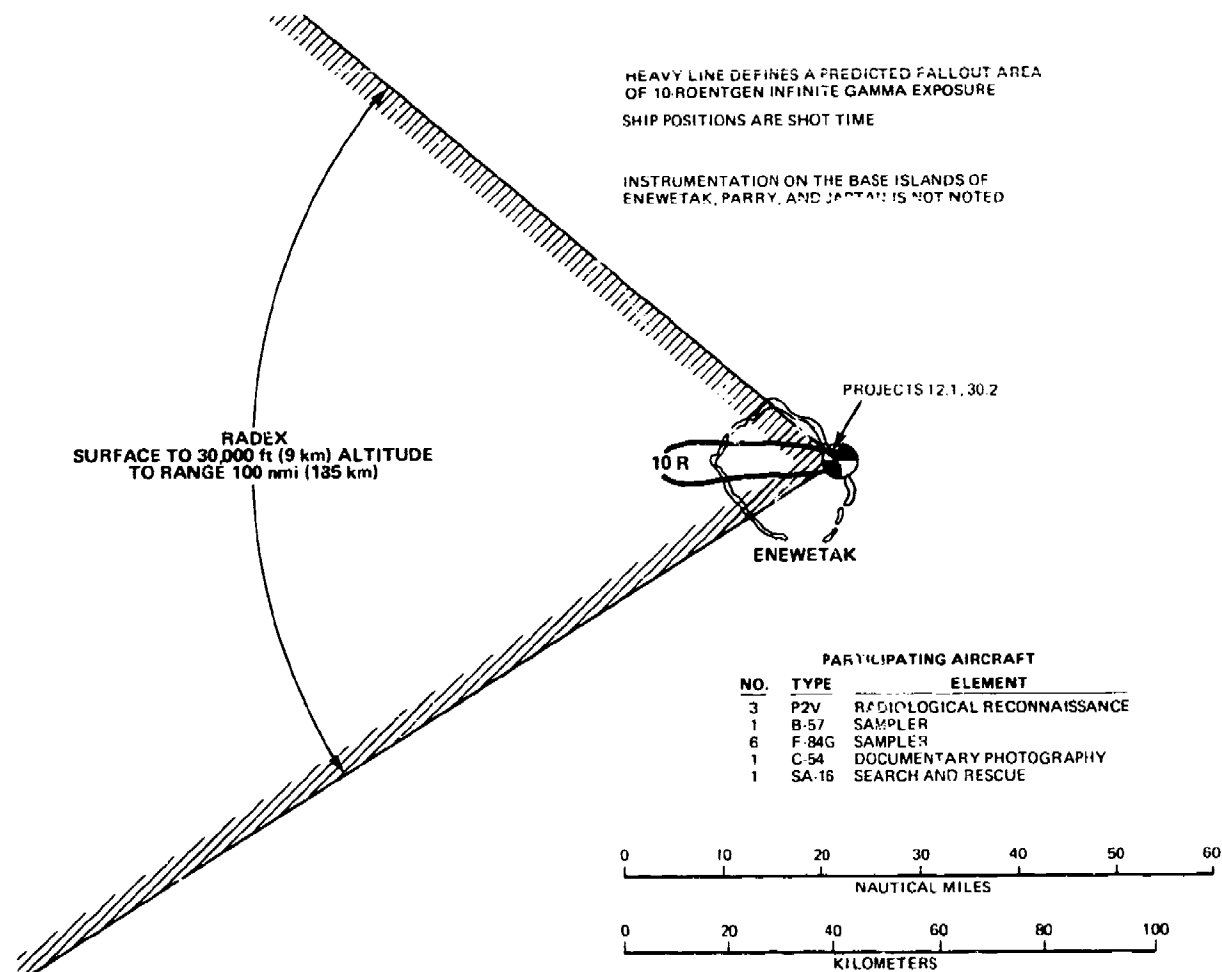 HEAVY LINE DEFINES A PREDICTED FALLOUT AREA
OF 10-ROENTGEN INFINITE GAMMA EXPOSURE
SHIP POSITIONS ARE SHOT TIME
INSTRUMENTATION ON THE BASE ISLANDS OF
ENEWETAK, PARRY, AND JAPTAN IS NOT NOTED
PROJECTS 12.1, 30.2
RADEX
SURFACE TO 30,000 ft (9 km) ALTITUDE
TO RANGE 100 nmi (185 km)
10 R
ENEWETAK
PARTICIPATING AIRCRAFT
NO. TYPE ELEMENT
3 P2V RADIOLOGICAL RECONNAISSANCE
1 B-57 SAMPLER
6 F-84G SAMPLER
1 C-54 DOCUMENTARY PHOTOGRAPHY
1 SA-16 SEARCH AND RESCUE
0 10 20 30 40 50 60
NAUTICAL MILES
0 20 40 60 80 100
KILOMETERS